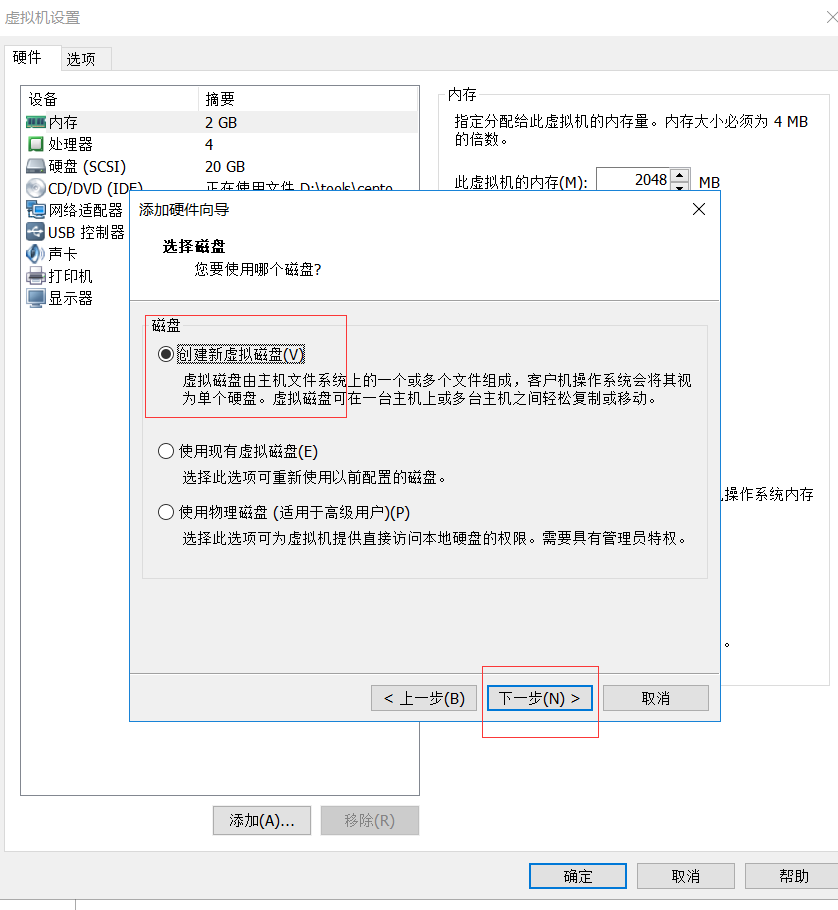 虚拟机设置
硬件 选项
设备 摘要
内存 2 GB
处理器 4
硬盘 (SCSI) 20 GB
CD/DVD (IDE) 正在使用文件 D:\tools\cento
网络适配器
USB 控制器
声卡
打印机
显示器
内存
指定分配给此虚拟机的内存量。内存大小必须为 4 MB
的倍数。
此虚拟机的内存(M): 2048 MB
操作系统内存
。
添加硬件向导
选择磁盘
您要使用哪个磁盘?
磁盘
创建新虚拟磁盘(V)
虚拟磁盘由主机文件系统上的一个或多个文件组成，客户机操作系统会将其视
为单个硬盘。虚拟磁盘可在一台主机上或多台主机之间轻松复制或移动。
使用现有虚拟磁盘(E)
选择此选项可重新使用以前配置的磁盘。
使用物理磁盘 (适用于高级用户)(P)
选择此选项可为虚拟机提供直接访问本地硬盘的权限。需要具有管理员特权。
< 上一步(B) 下一步(N) > 取消
添加(A)... 移除(R)
确定 取消 帮助